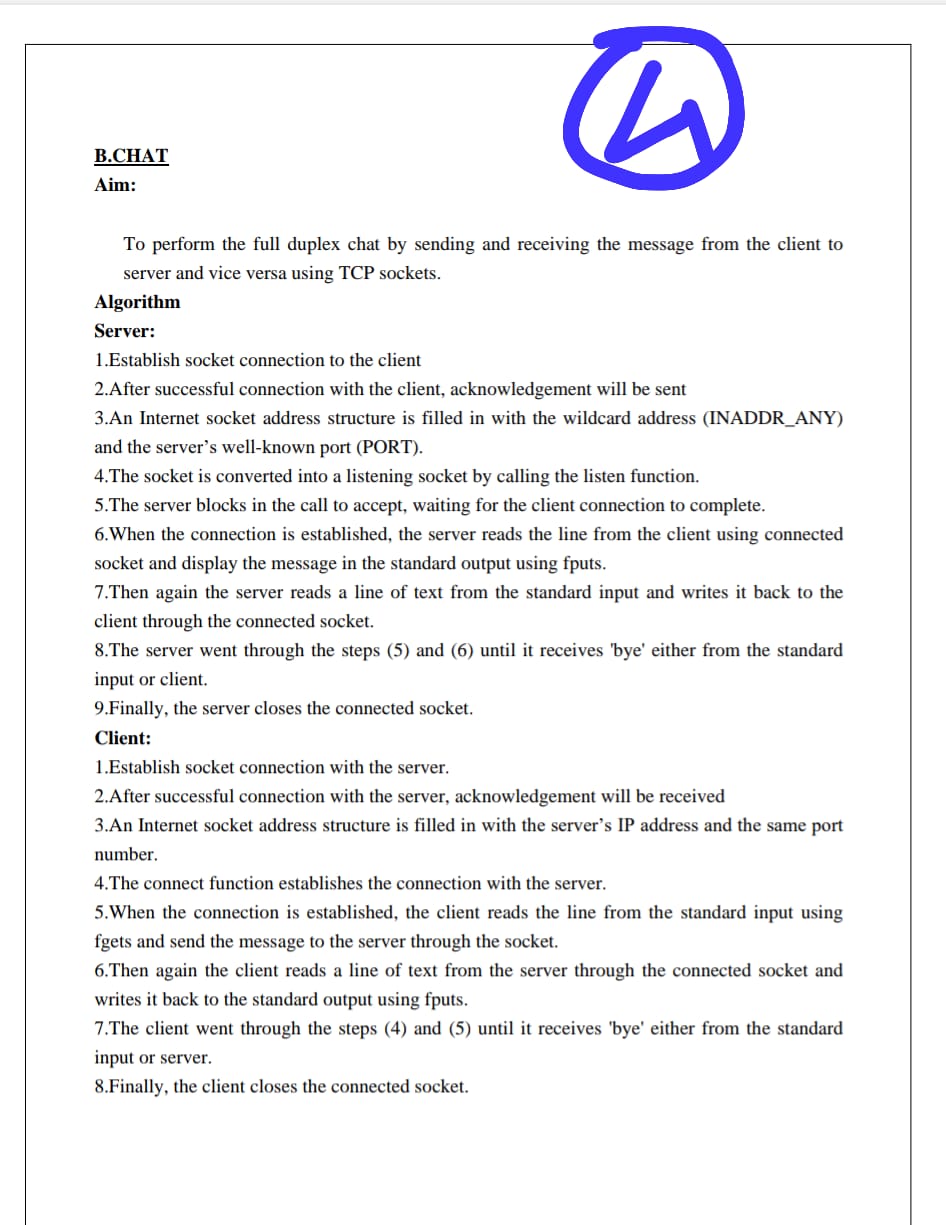 4
B.CHAT
Aim:
To perform the full duplex chat by sending and receiving the message from the client to
server and vice versa using TCP sockets.
Algorithm
Server:
1.Establish socket connection to the client
2.After successful connection with the client, acknowledgement will be sent
3.An Internet socket address structure is filled in with the wildcard address (INADDR_ANY)
and the server’s well-known port (PORT).
4.The socket is converted into a listening socket by calling the listen function.
5.The server blocks in the call to accept, waiting for the client connection to complete.
6.When the connection is established, the server reads the line from the client using connected
socket and display the message in the standard output using fputs.
7.Then again the server reads a line of text from the standard input and writes it back to the
client through the connected socket.
8.The server went through the steps (5) and (6) until it receives 'bye' either from the standard
input or client.
9.Finally, the server closes the connected socket.
Client:
1.Establish socket connection with the server.
2.After successful connection with the server, acknowledgement will be received
3.An Internet socket address structure is filled in with the server’s IP address and the same port
number.
4.The connect function establishes the connection with the server.
5.When the connection is established, the client reads the line from the standard input using
fgets and send the message to the server through the socket.
6.Then again the client reads a line of text from the server through the connected socket and
writes it back to the standard output using fputs.
7.The client went through the steps (4) and (5) until it receives 'bye' either from the standard
input or server.
8.Finally, the client closes the connected socket.